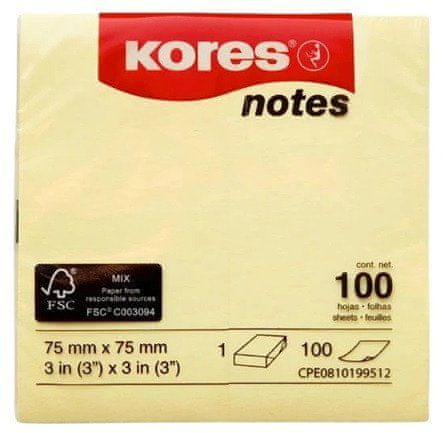 KORES
notes
cont. net.
100
hojas - folhas
sheets - feuilles
FSC
MIX
Paper from
responsible sources
FSC® C003094
75 mm x 75 mm
3 in (3”) x 3 in (3”)
1
100
CPE0810199512